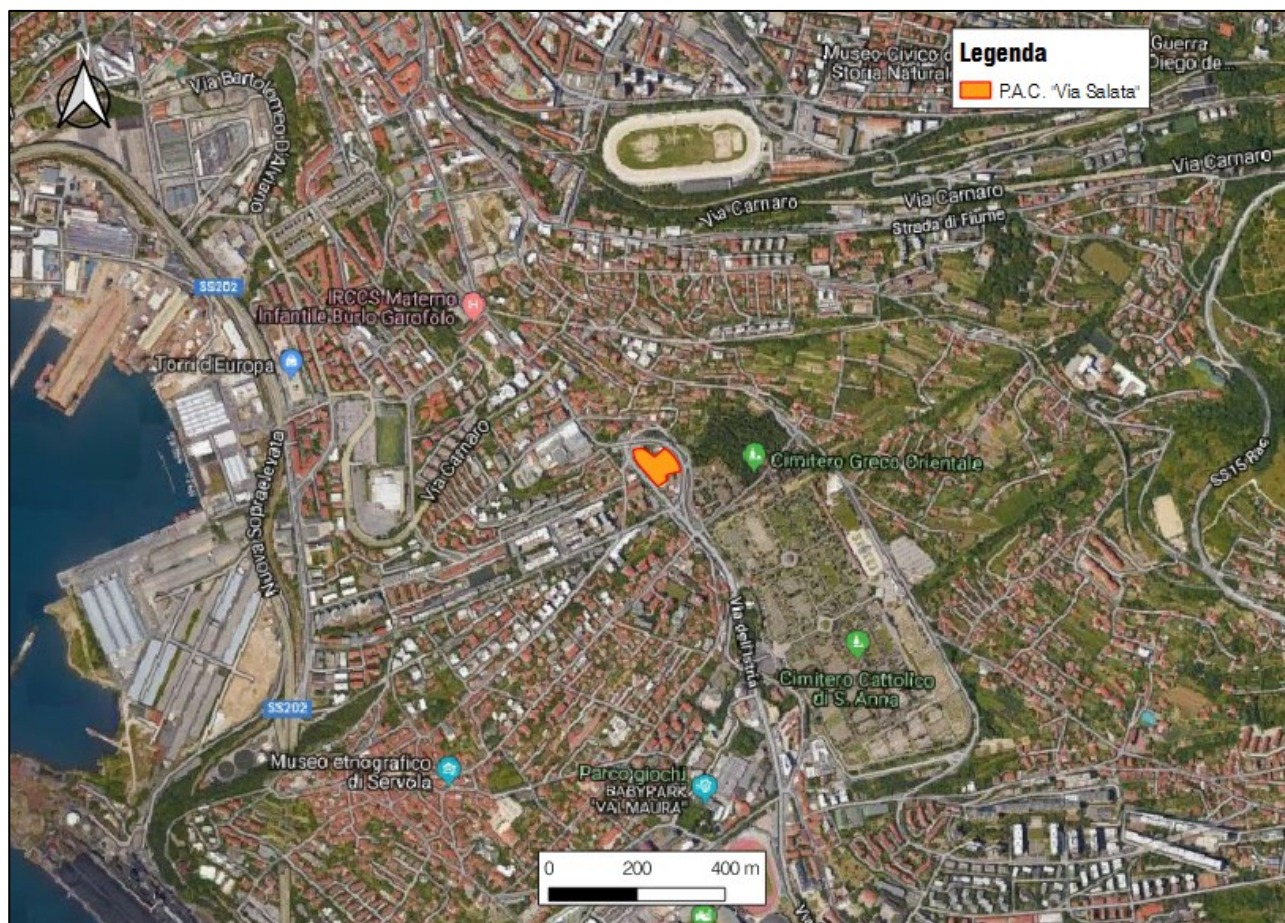 N
Legenda
P.A.C. "Via Salata"
Museo Civico d
Storia Natural
Guerra
Diego de...
Via Bartolomeo D'Alviano
Via Carnaro
Via Carnaro
Via Carnaro
Strada di Fiume
SS202
IRCCS Materno
Infantile Burlo Garofolo
Torri d'Europa
Via Carnaro
Nuova Sopraelevata
Cimitero Greco Orientale
SS15 Rac
Via dell'Istria
Cimitero Cattolico
di S. Anna
SS202
Museo etnografico
di Servola
Parco giochi
BABYPARK
"VALMAURA"
0 200 400 m